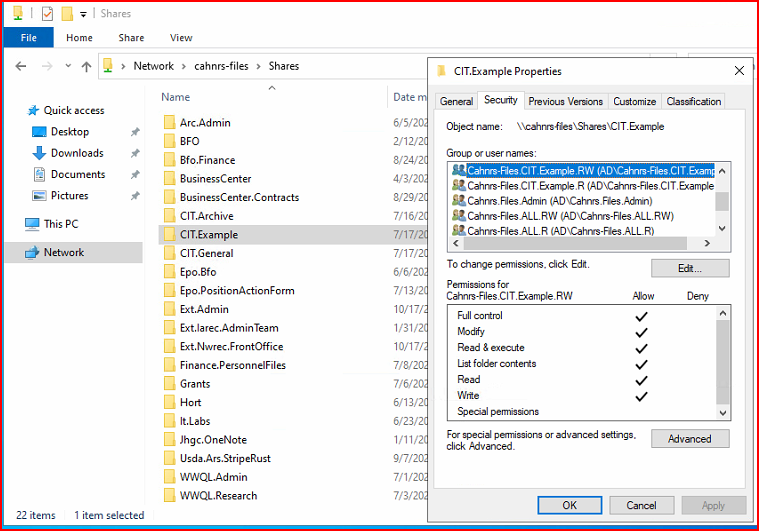 Shares
File Home Share View
Network cahnrs-files Shares
Name Date m
Quick access
Desktop
Downloads
Documents
Pictures
This PC
Network
Arc.Admin 6/5/202
BFO 2/12/20
Bfo.Finance 8/24/20
BusinessCenter 4/3/202
BusinessCenter.Contracts 8/29/20
CIT.Archive 7/16/20
CIT.Example 7/17/20
CIT.General 7/17/20
Epo.Bfo 6/6/202
Epo.PositionActionForm 7/13/20
Ext.Admin 10/17/2
Ext.Iarec.AdminTeam 1/31/20
Ext.Nwrec.FrontOffice 10/17/2
Finance.PersonnelFiles 7/8/202
Grants 7/6/202
Hort 6/13/20
It.Labs 6/23/20
Jhgc.OneNote 1/11/20
Usda.Ars.StripeRust 9/7/202
WWQL.Admin 7/1/202
WWQL.Research 7/3/202
22 items 1 item selected
CIT.Example Properties
General Security Previous Versions Customize Classification
Object name: \\cahnrs-files\Shares\CIT.Example
Group or user names:
Cahnrs-Files.CIT.Example.RW (AD\Cahnrs-Files.CIT.Examp
Cahnrs-Files.CIT.Example.R (AD\Cahnrs-Files.CIT.Example
Cahnrs-Files.Admin (AD\Cahnrs-Files.Admin)
Cahnrs-Files.ALL.RW (AD\Cahnrs-Files.ALL.RW)
Cahnrs-Files.ALL.R (AD\Cahnrs-Files.ALL.R)
To change permissions, click Edit.
Edit...
Permissions for
Cahnrs-Files.CIT.Example.RW Allow Deny
Full control
Modify
Read & execute
List folder contents
Read
Write
Special permissions
For special permissions or advanced settings,
click Advanced.
Advanced
OK Cancel Apply